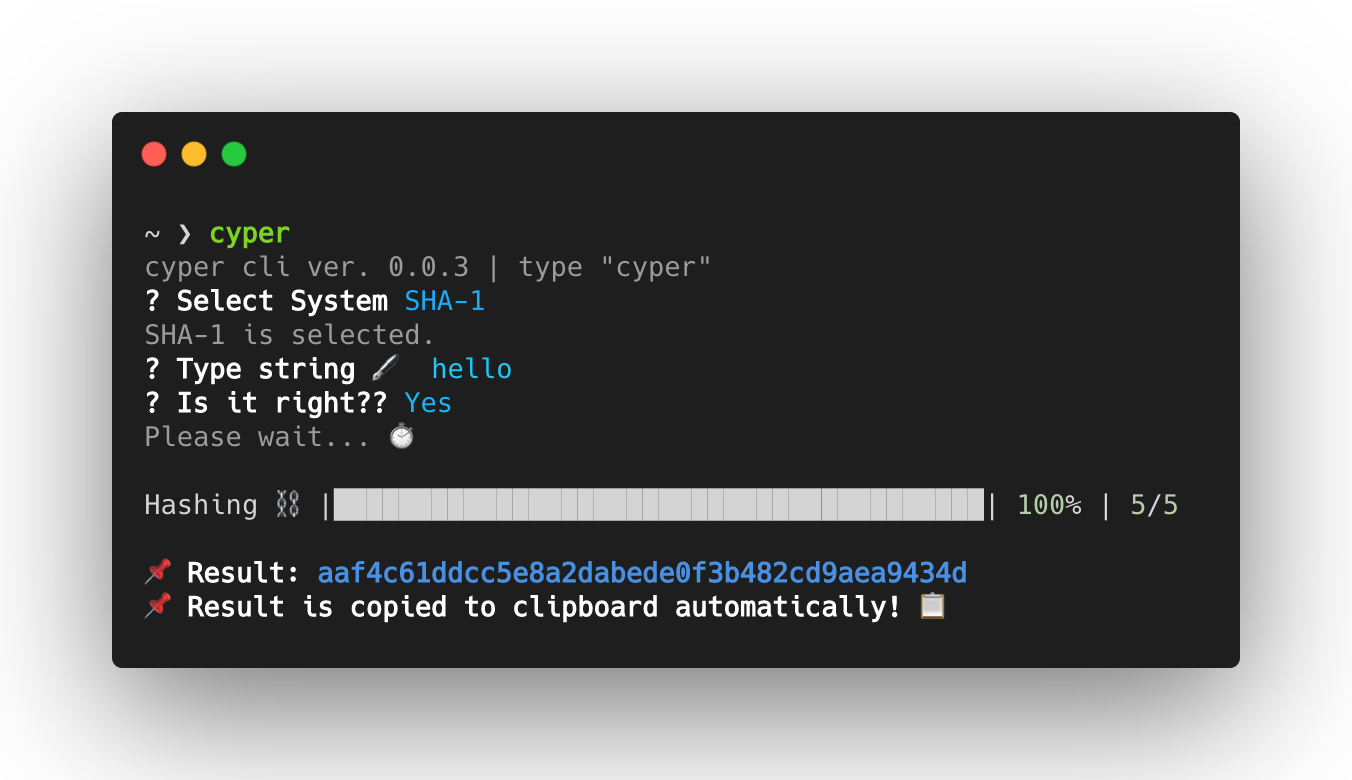 ~ ❯ cyper
cyper cli ver. 0.0.3 | type "cyper"
? Select System SHA-1
SHA-1 is selected.
? Type string 🖌 hello
? Is it right?? Yes
Please wait... ⏱
Hashing ⛓ |████████████████████████████████████████| 100% | 5/5
📌 Result: aaf4c61ddcc5e8a2dabede0f3b482cd9aea9434d
📌 Result is copied to clipboard automatically! 📋